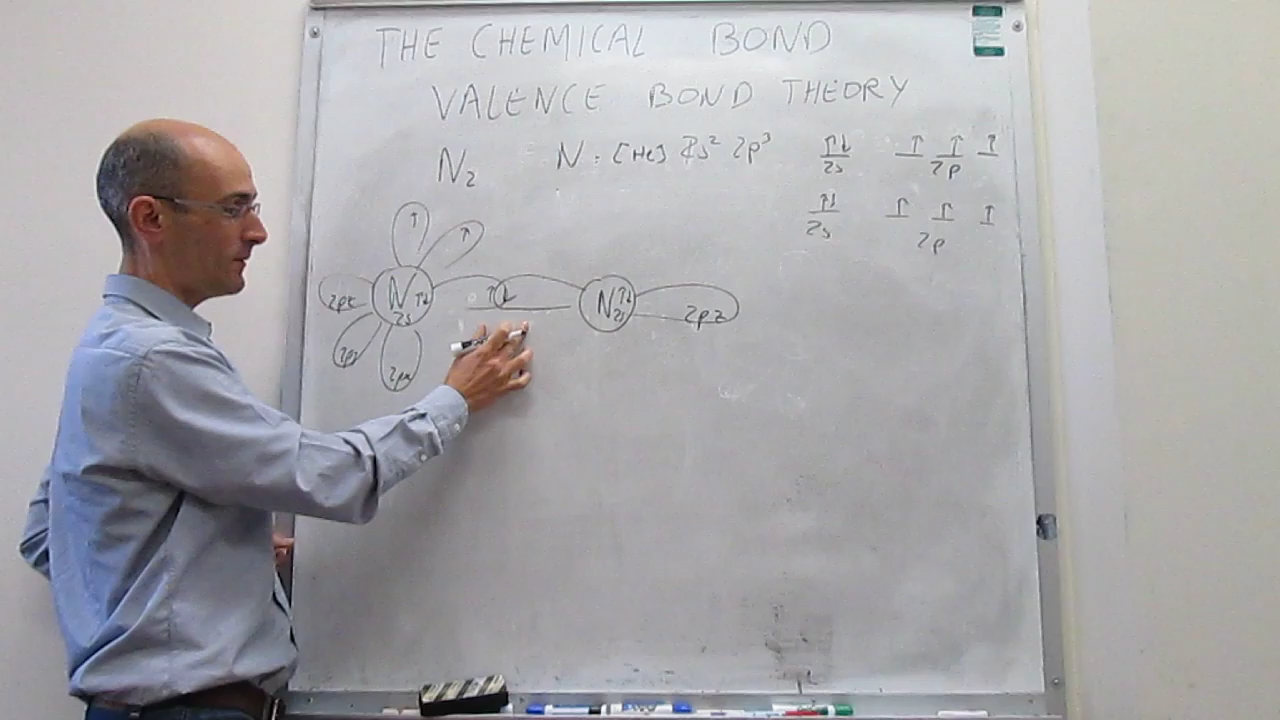 THE CHEMICAL BOND
VALENCE BOND THEORY
N₂ N : [He] 2s² 2p³ ↑↓ ↑ ↑ ↑
2s 2p
↑↓ ↑ ↑ ↑
2s 2p
↑ ↑
2px N ↑↓ ↑ ↓ N ↑↓ 2pz
2s 2s
2py
2px